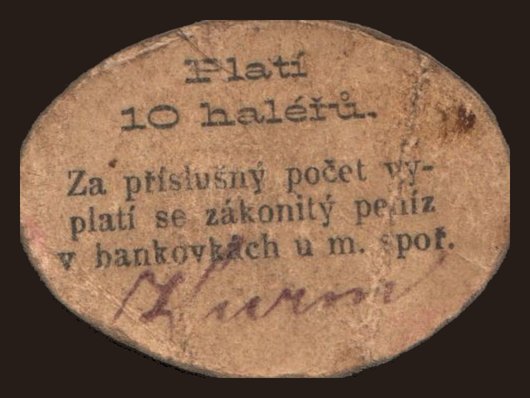 Platí
10 haléřů.
Za příslušný počet vy-
platí se zákonitý peníz
v bankovkách u m. spoř.